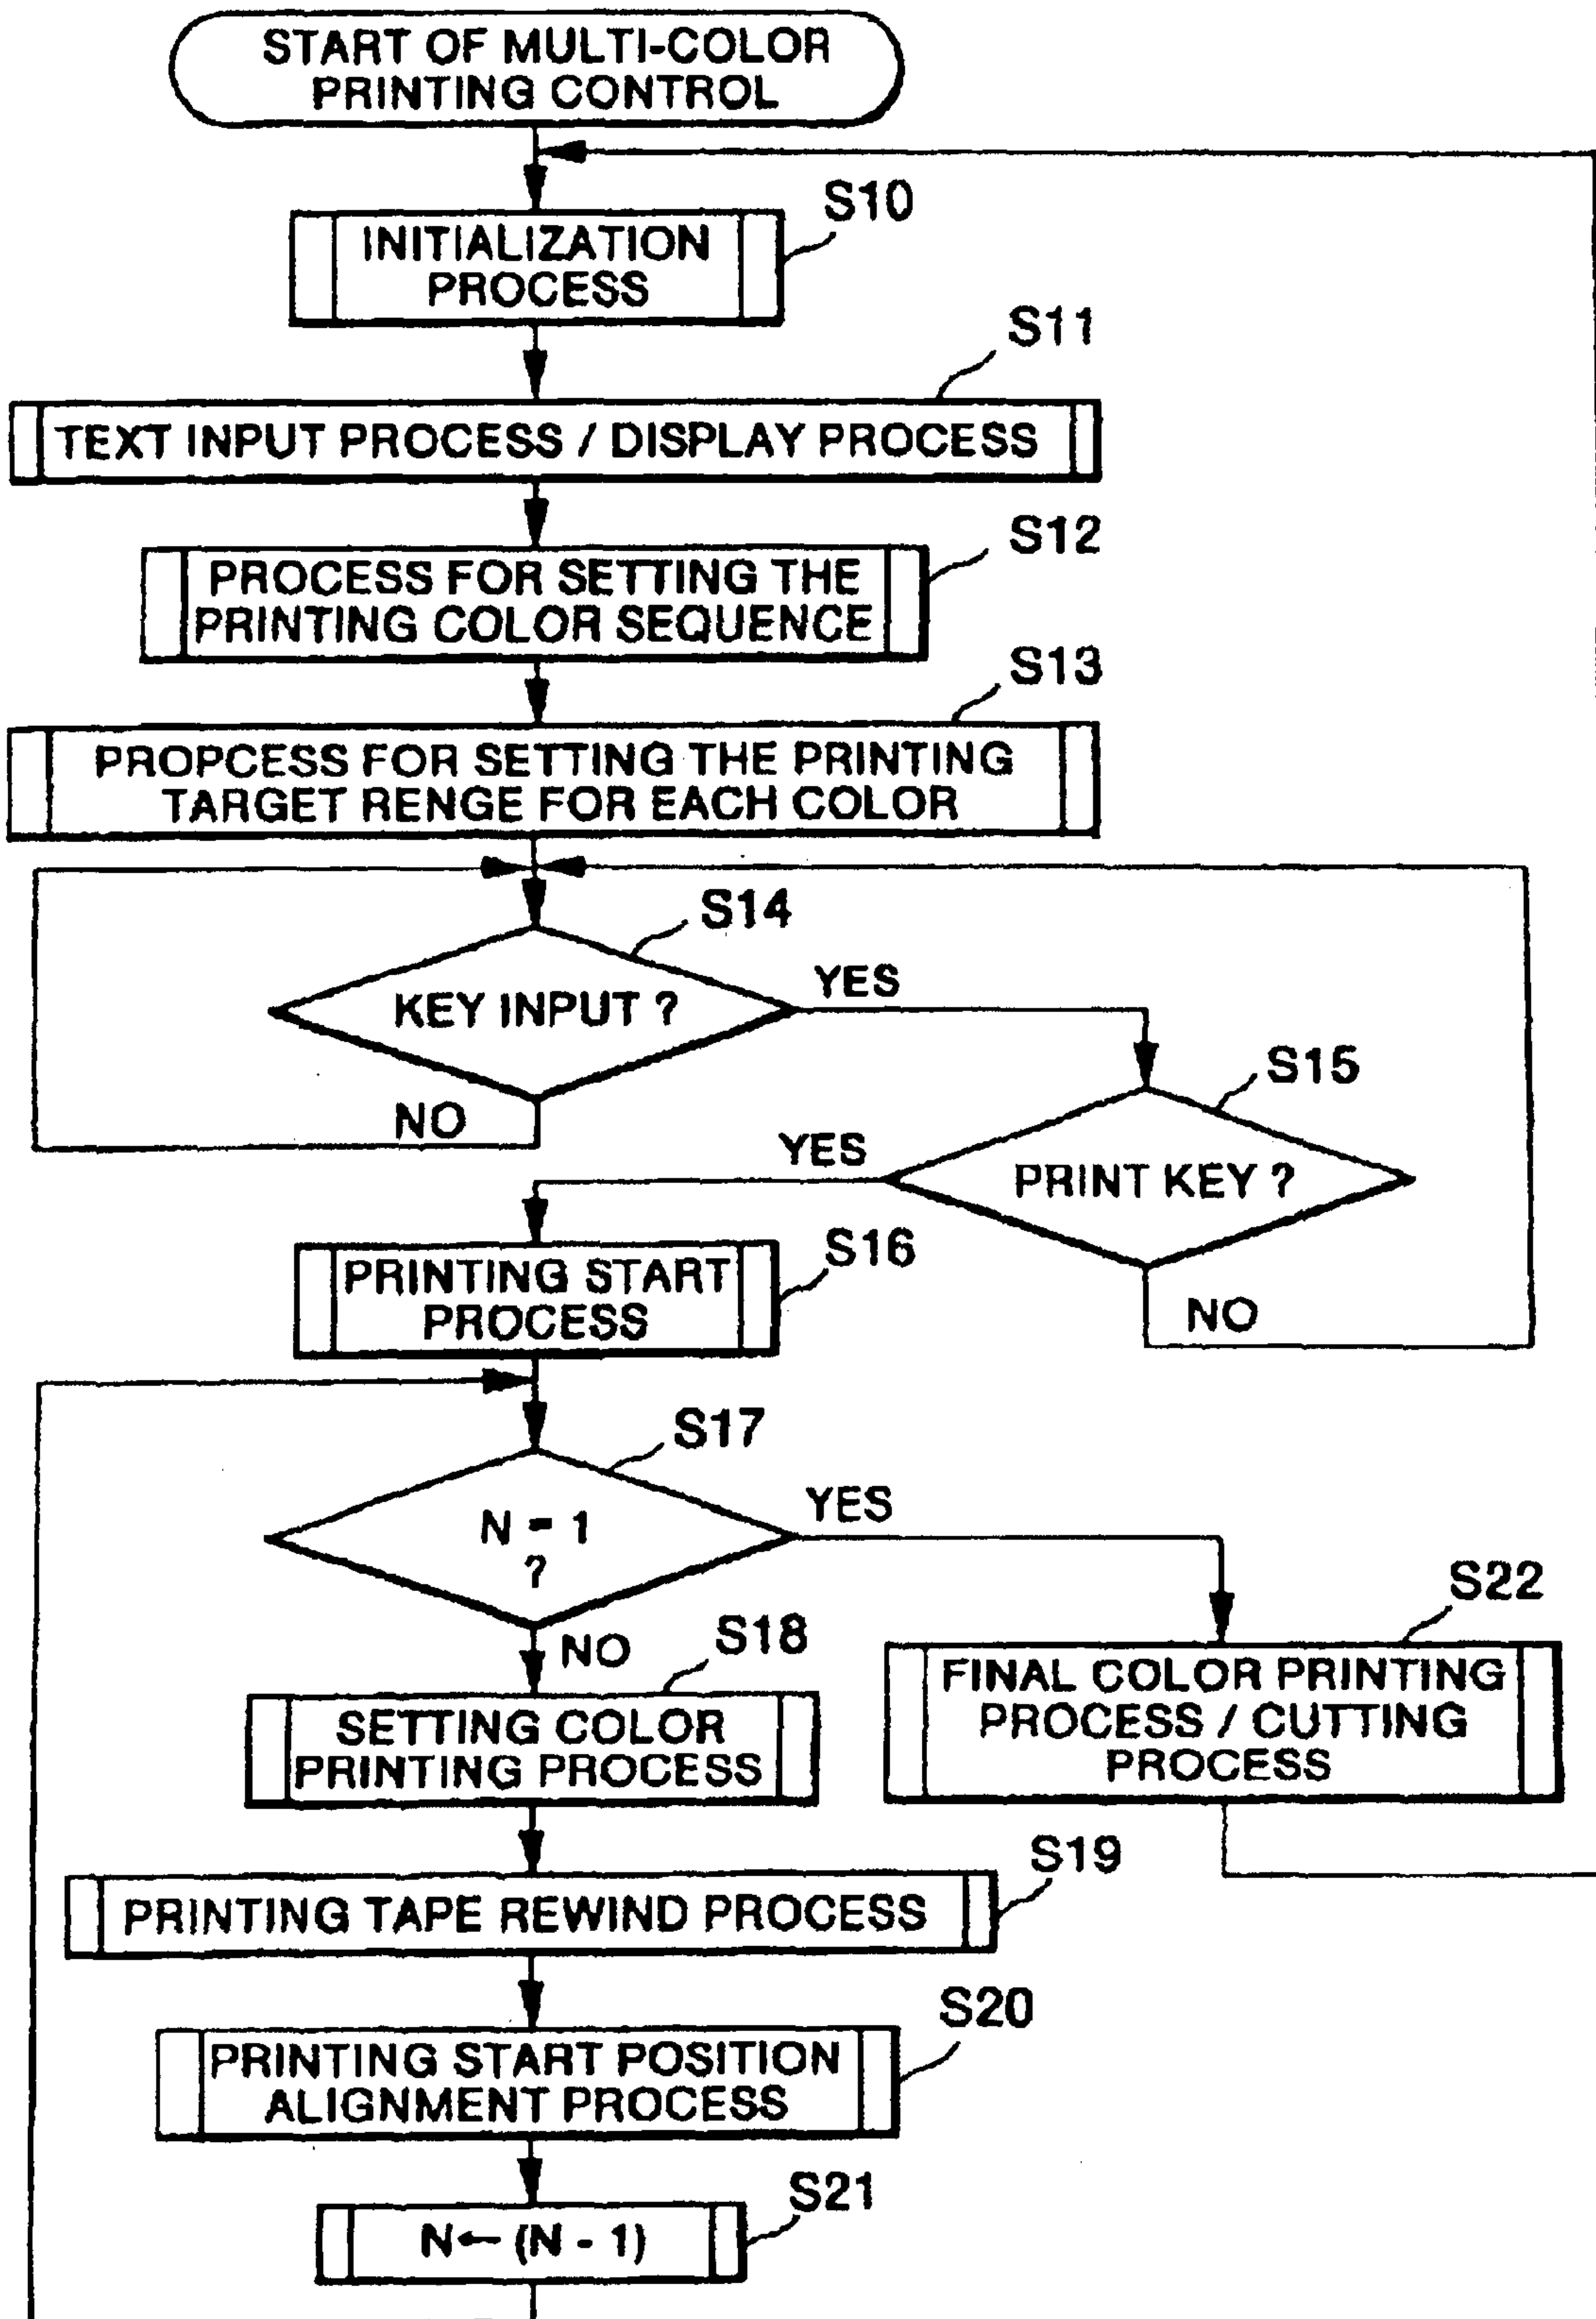 START OF MULTI-COLOR
PRINTING CONTROL
S10
INITIALIZATION
PROCESS
S11
TEXT INPUT PROCESS / DISPLAY PROCESS
S12
PROCESS FOR SETTING THE
PRINTING COLOR SEQUENCE
S13
PROPCESS FOR SETTING THE PRINTING
TARGET RENGE FOR EACH COLOR
S14
KEY INPUT ?
YES
NO
S15
PRINT KEY ?
YES
NO
S16
PRINTING START
PROCESS
S17
N = 1
?
YES
NO
S18
SETTING COLOR
PRINTING PROCESS
S22
FINAL COLOR PRINTING
PROCESS / CUTTING
PROCESS
S19
PRINTING TAPE REWIND PROCESS
S20
PRINTING START POSITION
ALIGNMENT PROCESS
S21
N ← (N - 1)